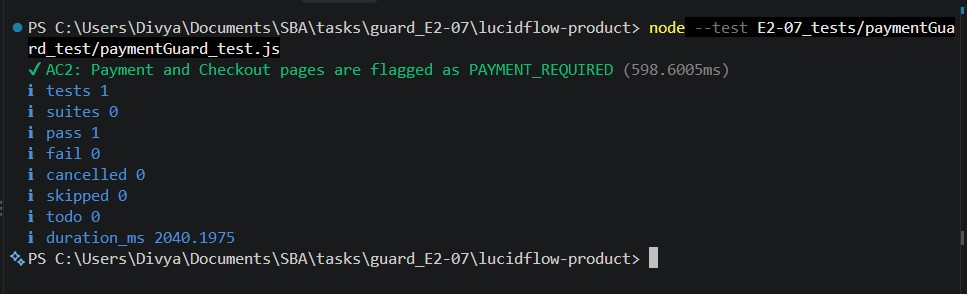 PS C:\Users\Divya\Documents\SBA\tasks\guard_E2-07\lucidflow-product> node --test E2-07_tests/paymentGua
rd_test/paymentGuard_test.js
✔ AC2: Payment and Checkout pages are flagged as PAYMENT_REQUIRED (598.6005ms)
ℹ tests 1
ℹ suites 0
ℹ pass 1
ℹ fail 0
ℹ cancelled 0
ℹ skipped 0
ℹ todo 0
ℹ duration_ms 2040.1975
PS C:\Users\Divya\Documents\SBA\tasks\guard_E2-07\lucidflow-product>